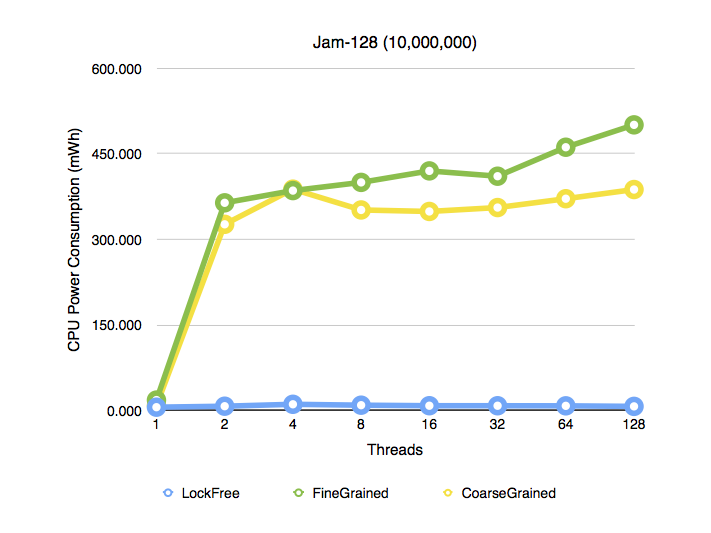 Jam-128 (10,000,000)
CPU Power Consumption (mWh)
600.000
450.000
300.000
150.000
0.000
1 2 4 8 16 32 64 128
Threads
LockFree FineGrained CoarseGrained